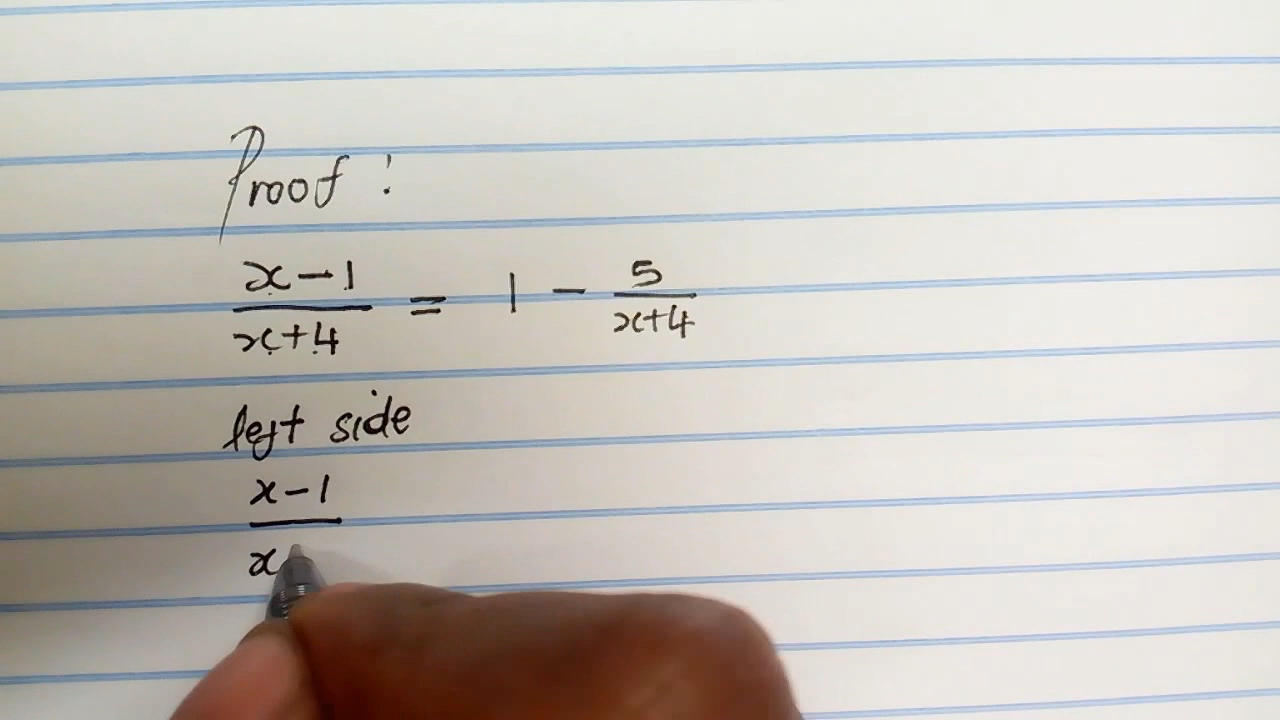 Proof :
x - 1 / x + 4 = 1 - 5 / x + 4
left side
x - 1
x